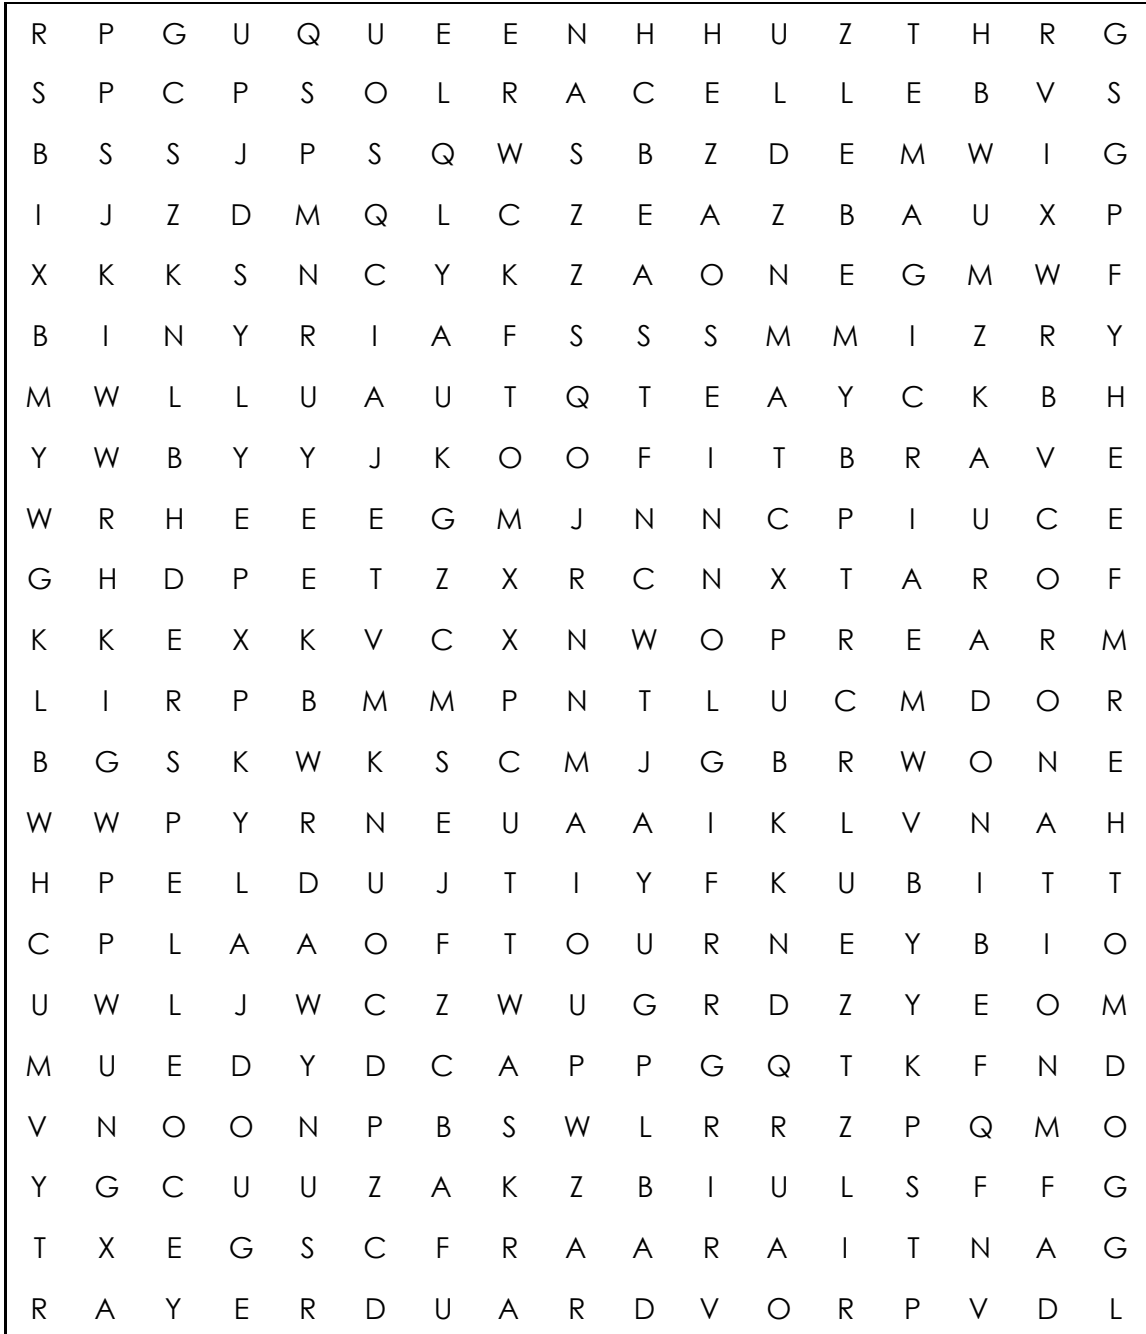 R P G U Q U E E N H H U Z T H R G
S P C P S O L R A C E L L E B V S
B S S J P S Q W S B Z D E M W I G
I J Z D M Q L C Z E A Z B A U X P
X K K S N C Y K Z A O N E G M W F
B I N Y R I A F S S S M M I Z R Y
M W L L U A U T Q T E A Y C K B H
Y W B Y Y J K O O F I T B R A V E
W R H E E E G M J N N C P I U C E
G H D P E T Z X R C N X T A R O F
K K E X K V C X N W O P R E A R M
L I R P B M M P N T L U C M D O R
B G S K W K S C M J G B R W O N E
W W P Y R N E U A A I K L V N A H
H P E L D U J T I Y F K U B I T T
C P L A A O F T O U R N E Y B I O
U W L J W C Z W U G R D Z Y E O M
M U E D Y D C A P P G Q T K F N D
V N O O N P B S W L R R Z P Q M O
Y G C U U Z A K Z B I U L S F F G
T X E G S C F R A A R A I T N A G
R A Y E R D U A R D V O R P V D L